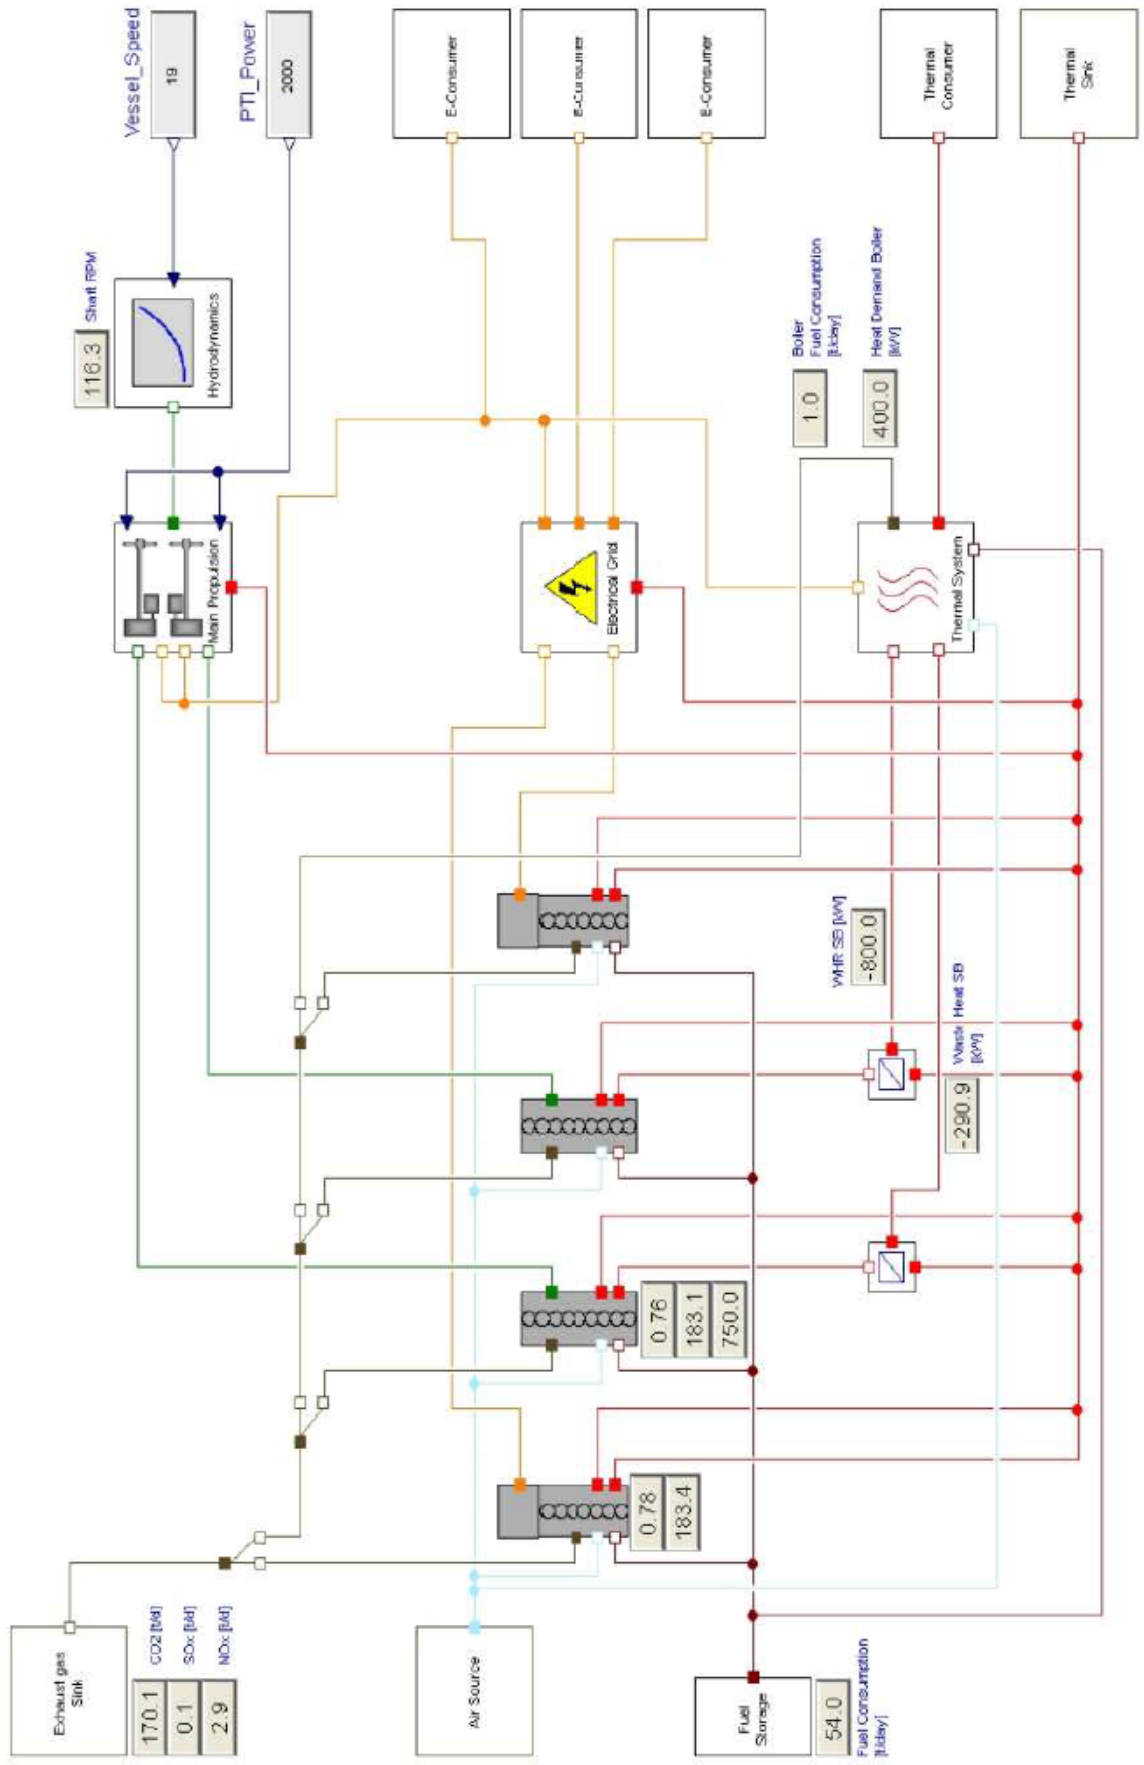 Exhaust gas
Sink
170.1
CO2 [t/d]
0.1
SOx [t/d]
2.9
NOx [t/d]
Air Source
Fuel
Storage
54.0
Fuel Consumption
[t/day]
0.78
183.4
0.76
183.1
750.0
WHR SB [kW]
-800.0
Waste Heat SB
[kW]
-290.9
Main Propulsion
Electrical Grid
Thermal System
Shaft RPM
116.3
Hydrodynamics
Boiler
Fuel Consumption
[t/day]
1.0
Heat Demand Boiler
[kW]
400.0
Vessel_Speed
19
PTI_Power
2000
E-Consumer
E-Consumer
E-Consumer
Thermal
Consumer
Thermal
Sink